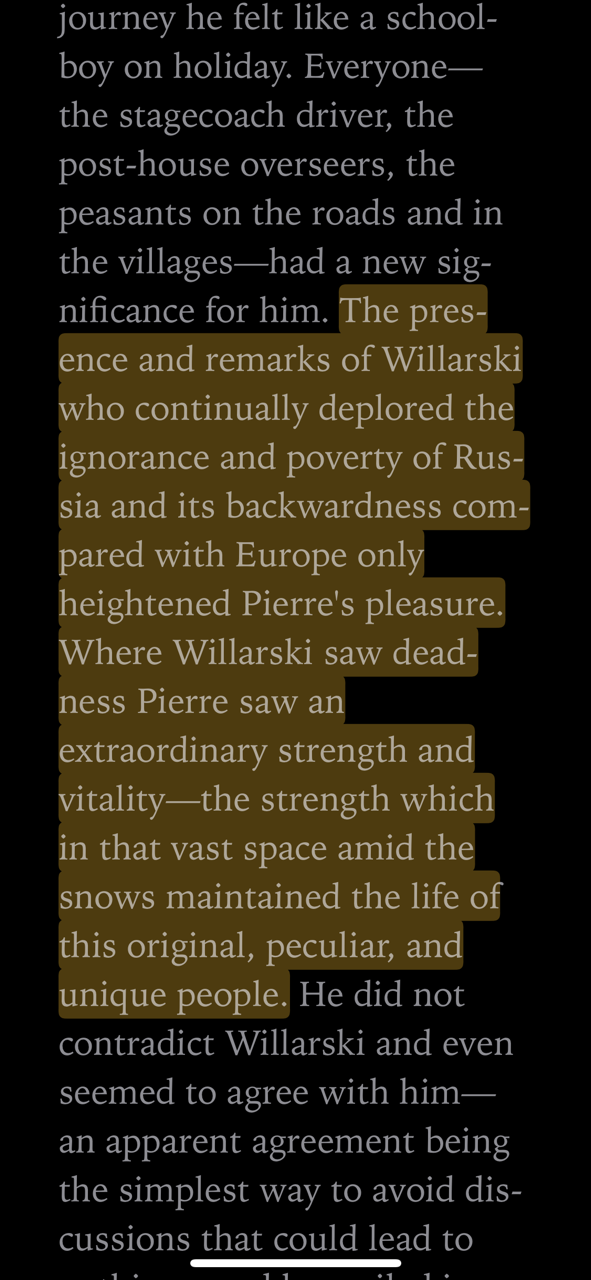 journey he felt like a school-
boy on holiday. Everyone—
the stagecoach driver, the
post-house overseers, the
peasants on the roads and in
the villages—had a new sig-
nificance for him. The pres-
ence and remarks of Willarski
who continually deplored the
ignorance and poverty of Rus-
sia and its backwardness com-
pared with Europe only
heightened Pierre's pleasure.
Where Willarski saw dead-
ness Pierre saw an
extraordinary strength and
vitality—the strength which
in that vast space amid the
snows maintained the life of
this original, peculiar, and
unique people. He did not
contradict Willarski and even
seemed to agree with him—
an apparent agreement being
the simplest way to avoid dis-
cussions that could lead to